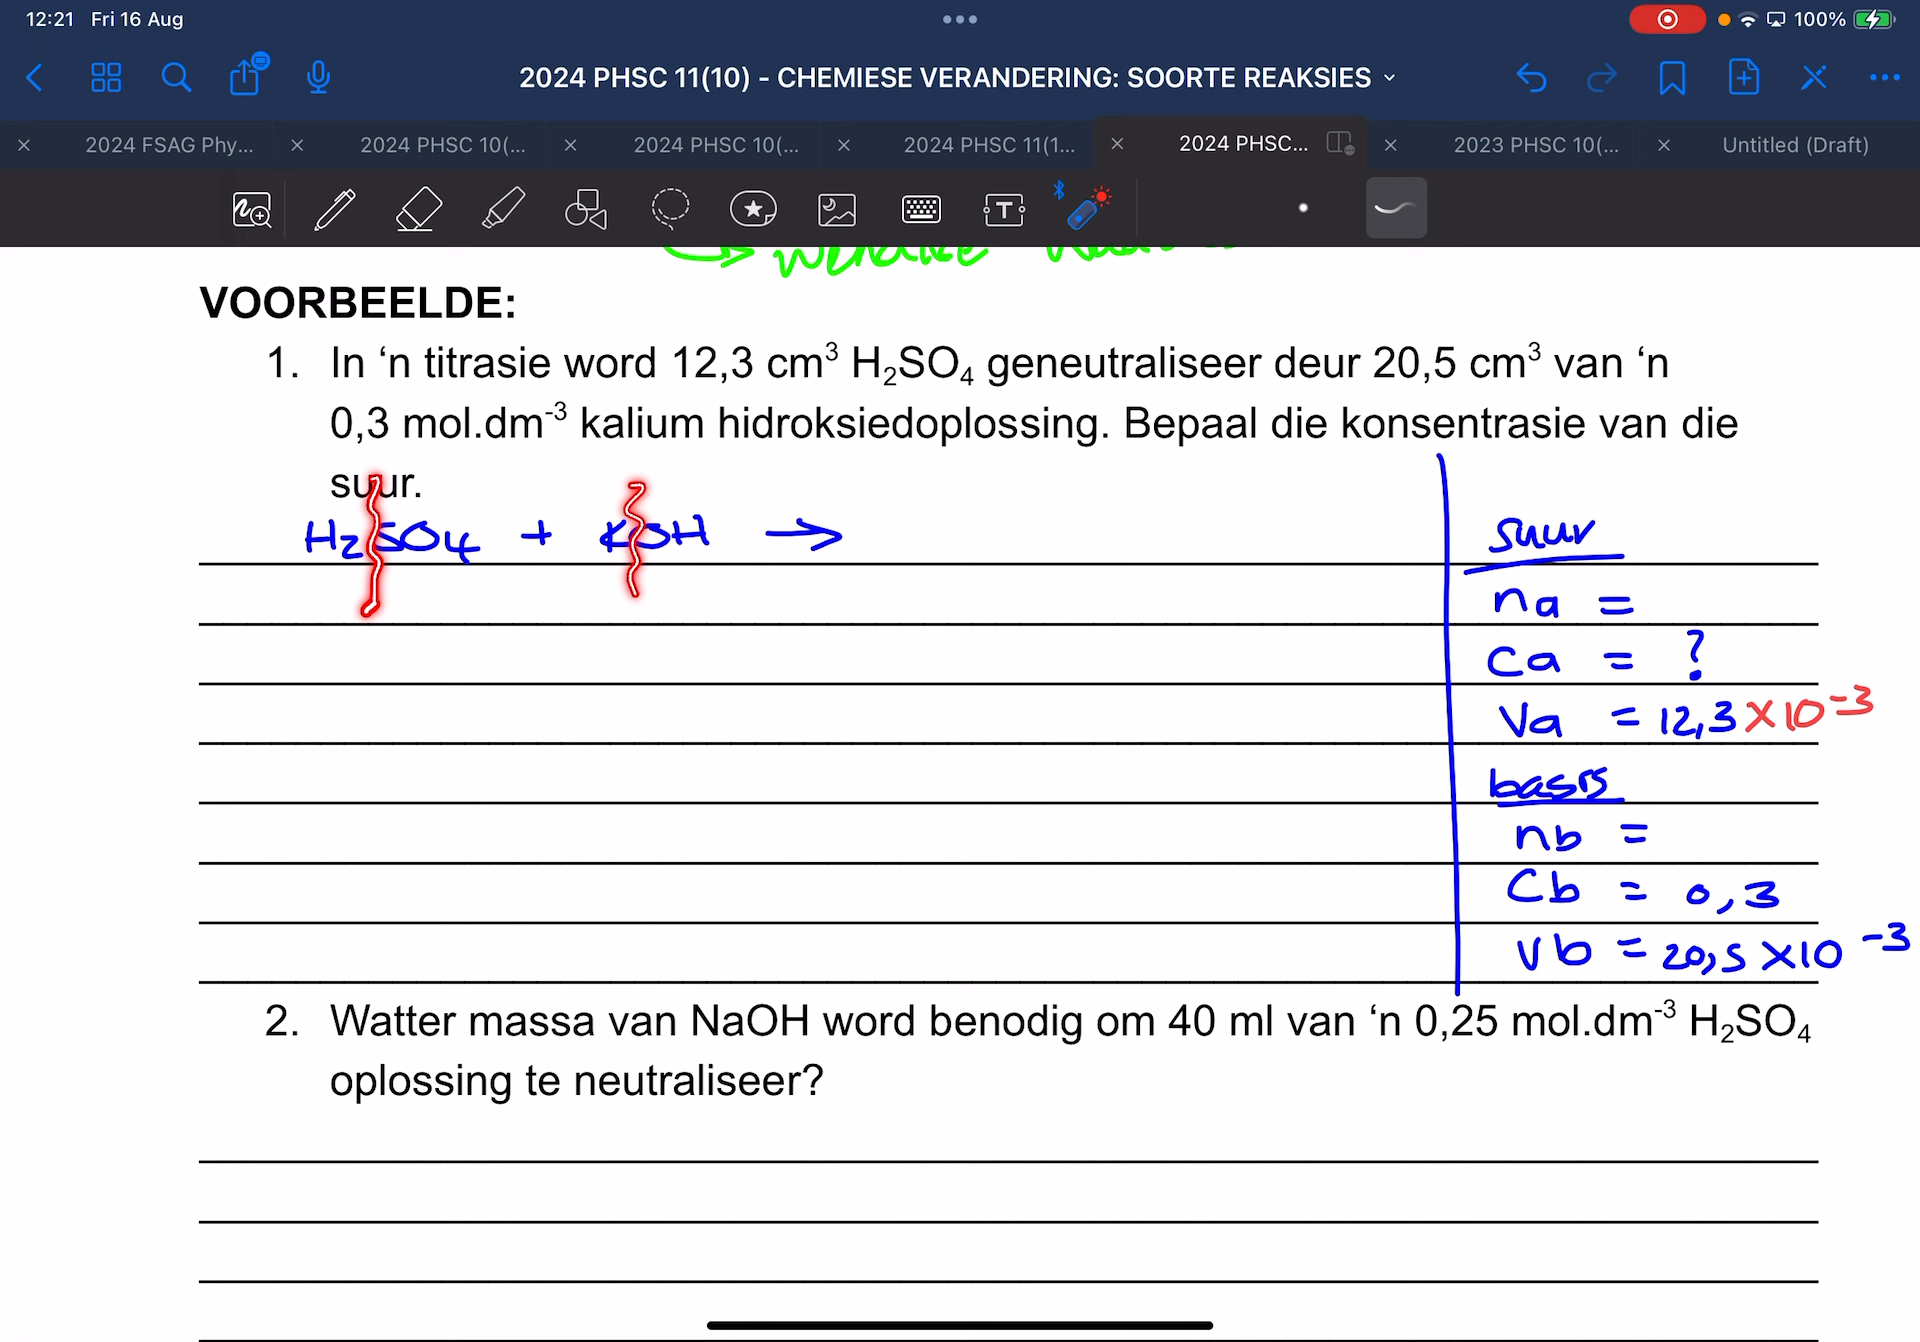 12:21 Fri 16 Aug
100%
2024 PHSC 11(10) - CHEMIESE VERANDERING: SOORTE REAKSIES
2024 FSAG Phy...
2024 PHSC 10(...
2024 PHSC 10(...
2024 PHSC 11(1...
2024 PHSC...
2023 PHSC 10(...
Untitled (Draft)
VOORBEELDE:
1. In ‘n titrasie word 12,3 cm³ H₂SO₄ geneutraliseer deur 20,5 cm³ van ‘n
0,3 mol.dm⁻³ kalium hidroksiedoplossing. Bepaal die konsentrasie van die
suur.
H₂SO₄ + KOH →
suur
na =
ca = ?
Va = 12,3 × 10⁻³
basis
nb =
Cb = 0,3
Vb = 20,5 × 10⁻³
2. Watter massa van NaOH word benodig om 40 ml van ‘n 0,25 mol.dm⁻³ H₂SO₄
oplossing te neutraliseer?